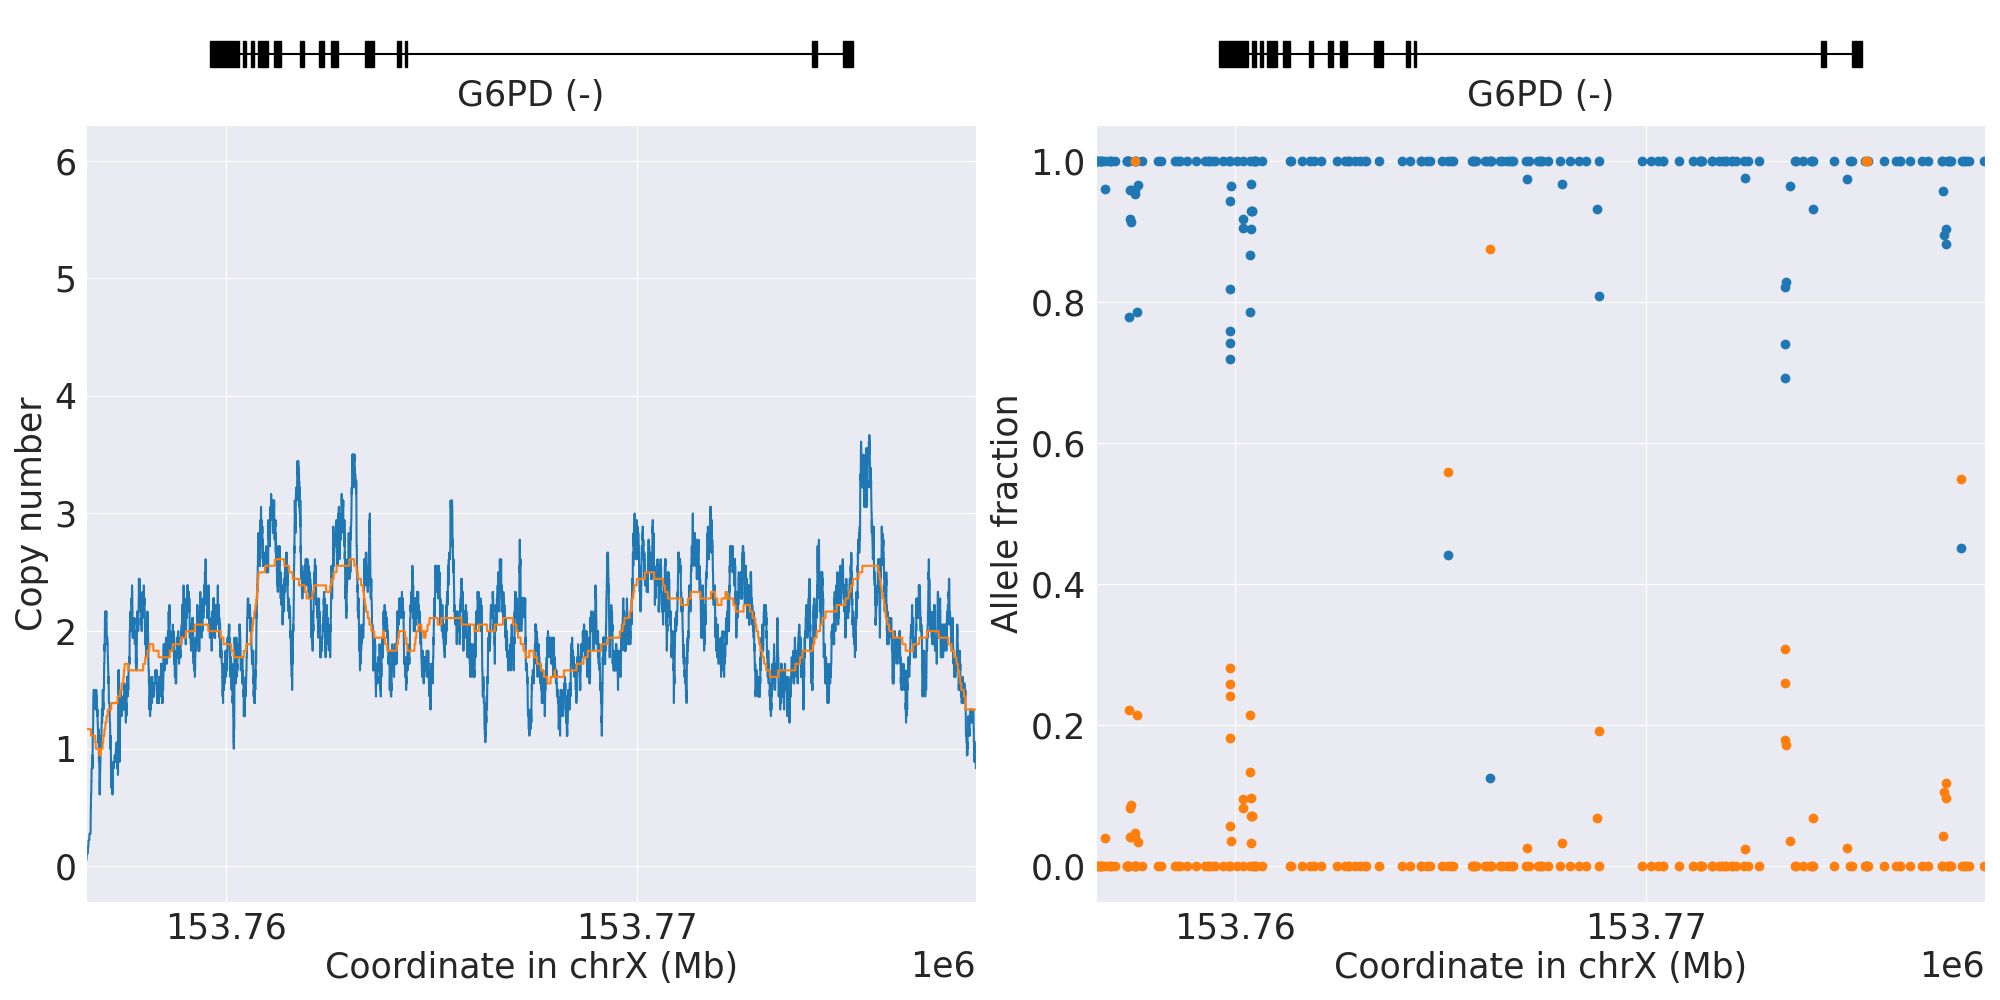 G6PD (-)
Copy number
6
5
4
3
2
1
0
153.76
153.77
Coordinate in chrX (Mb)
1e6
G6PD (-)
Allele fraction
1.0
0.8
0.6
0.4
0.2
0.0
153.76
153.77
Coordinate in chrX (Mb)
1e6